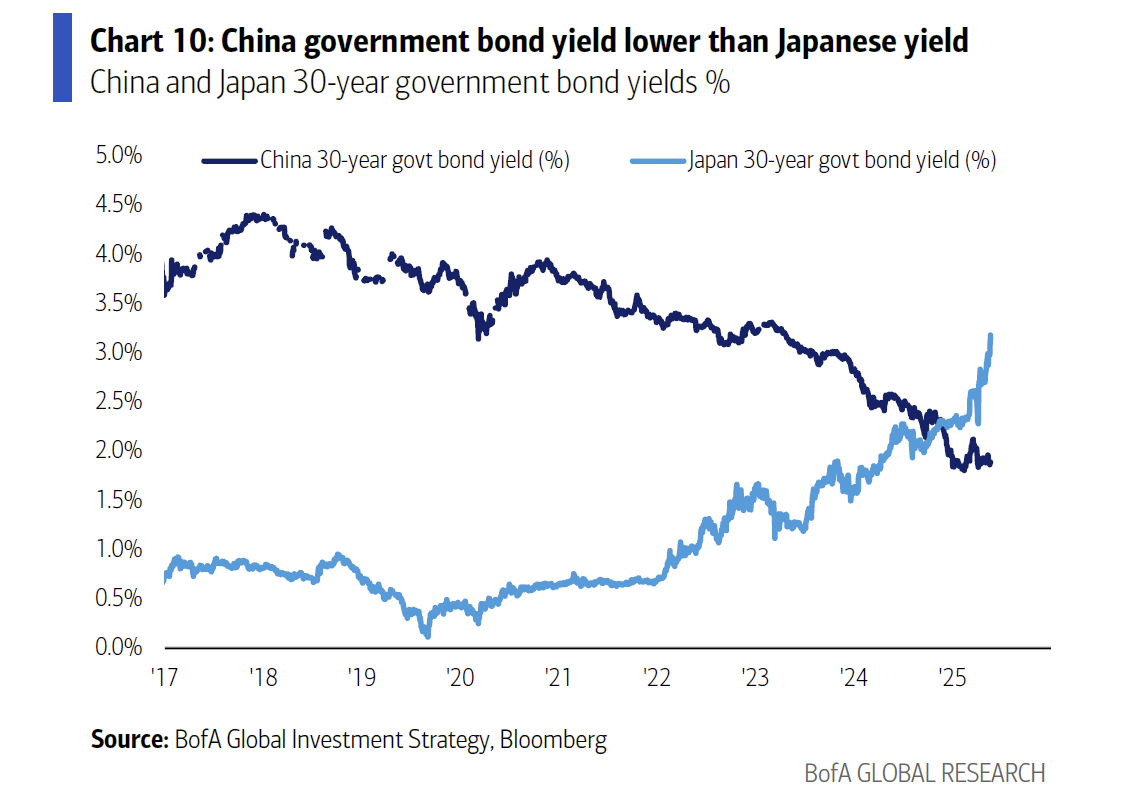 Chart 10: China government bond yield lower than Japanese yield
China and Japan 30-year government bond yields %
China 30-year govt bond yield (%)
Japan 30-year govt bond yield (%)
5.0%
4.5%
4.0%
3.5%
3.0%
2.5%
2.0%
1.5%
1.0%
0.5%
0.0%
'17 '18 '19 '20 '21 '22 '23 '24 '25
Source: BofA Global Investment Strategy, Bloomberg
BofA GLOBAL RESEARCH